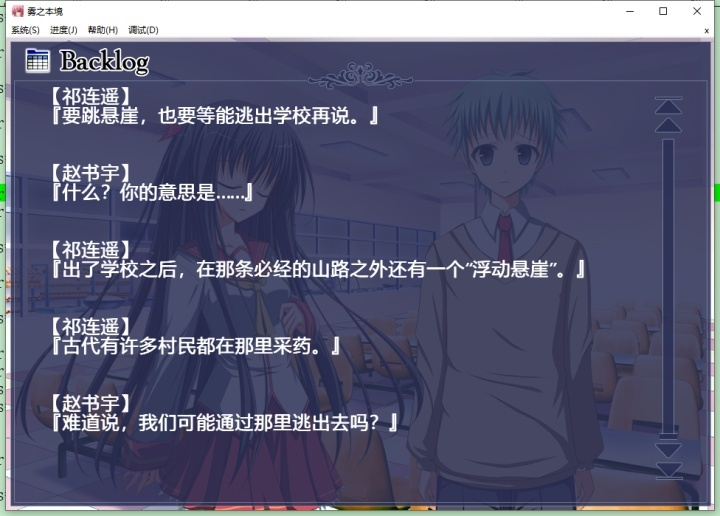 雾之本境
系统(S) 进度(J) 帮助(H) 调试(D) x
Backlog
【祁连遥】
『要跳悬崖，也要等能逃出学校再说。』
【赵书宇】
『什么？你的意思是……』
【祁连遥】
『出了学校之后，在那条必经的山路之外还有一个“浮动悬崖”。』
【祁连遥】
『古代有许多村民都在那里采药。』
【赵书宇】
『难道说，我们可能通过那里逃出去吗？』